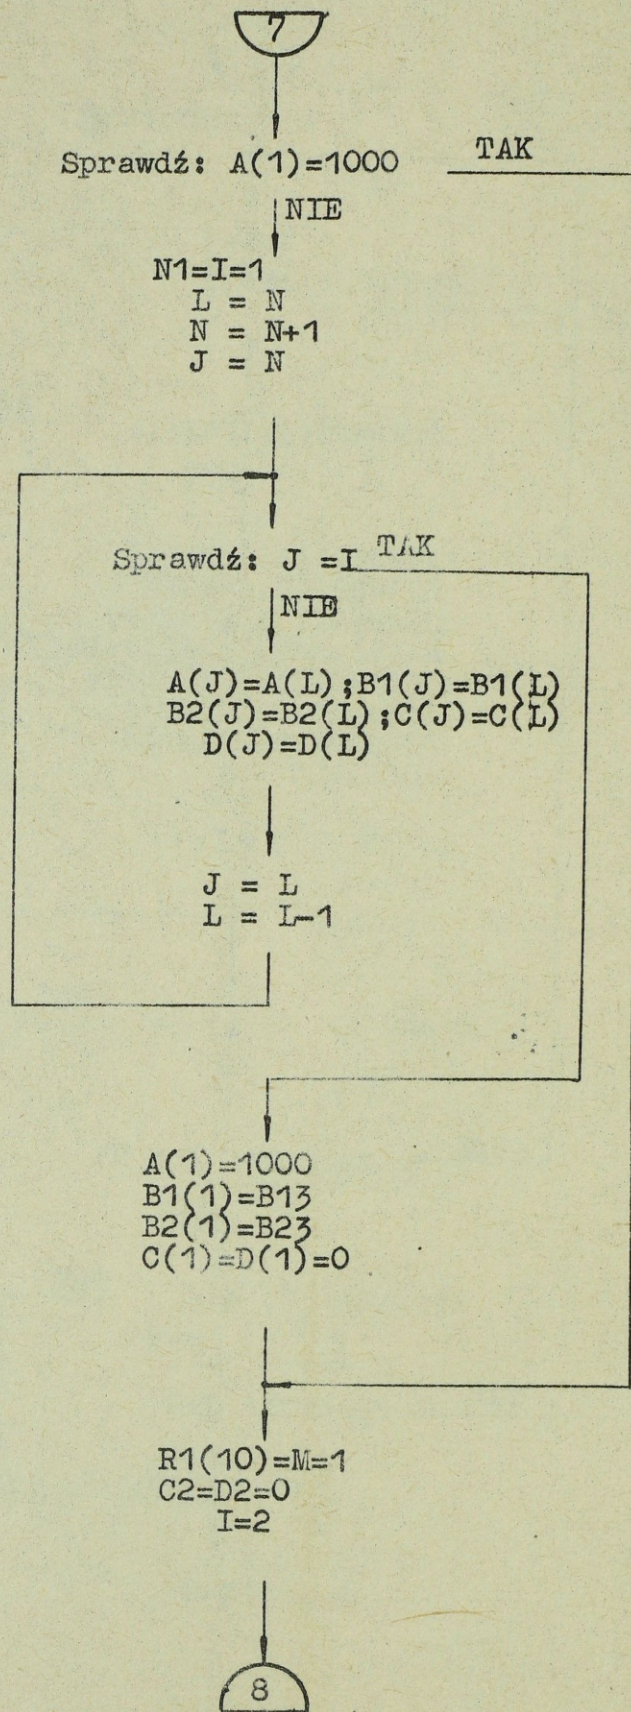 7
Sprawdź: A(1)=1000 TAK
NIE
N1=I=1
L = N
N = N+1
J = N
Sprawdź: J =I TAK
NIE
A(J)=A(L);B1(J)=B1(L)
B2(J)=B2(L);C(J)=C(L)
D(J)=D(L)
J = L
L = L-1
A(1)=1000
B1(1)=B13
B2(1)=B23
C(1)=D(1)=0
R1(10)=M=1
C2=D2=0
I=2
8